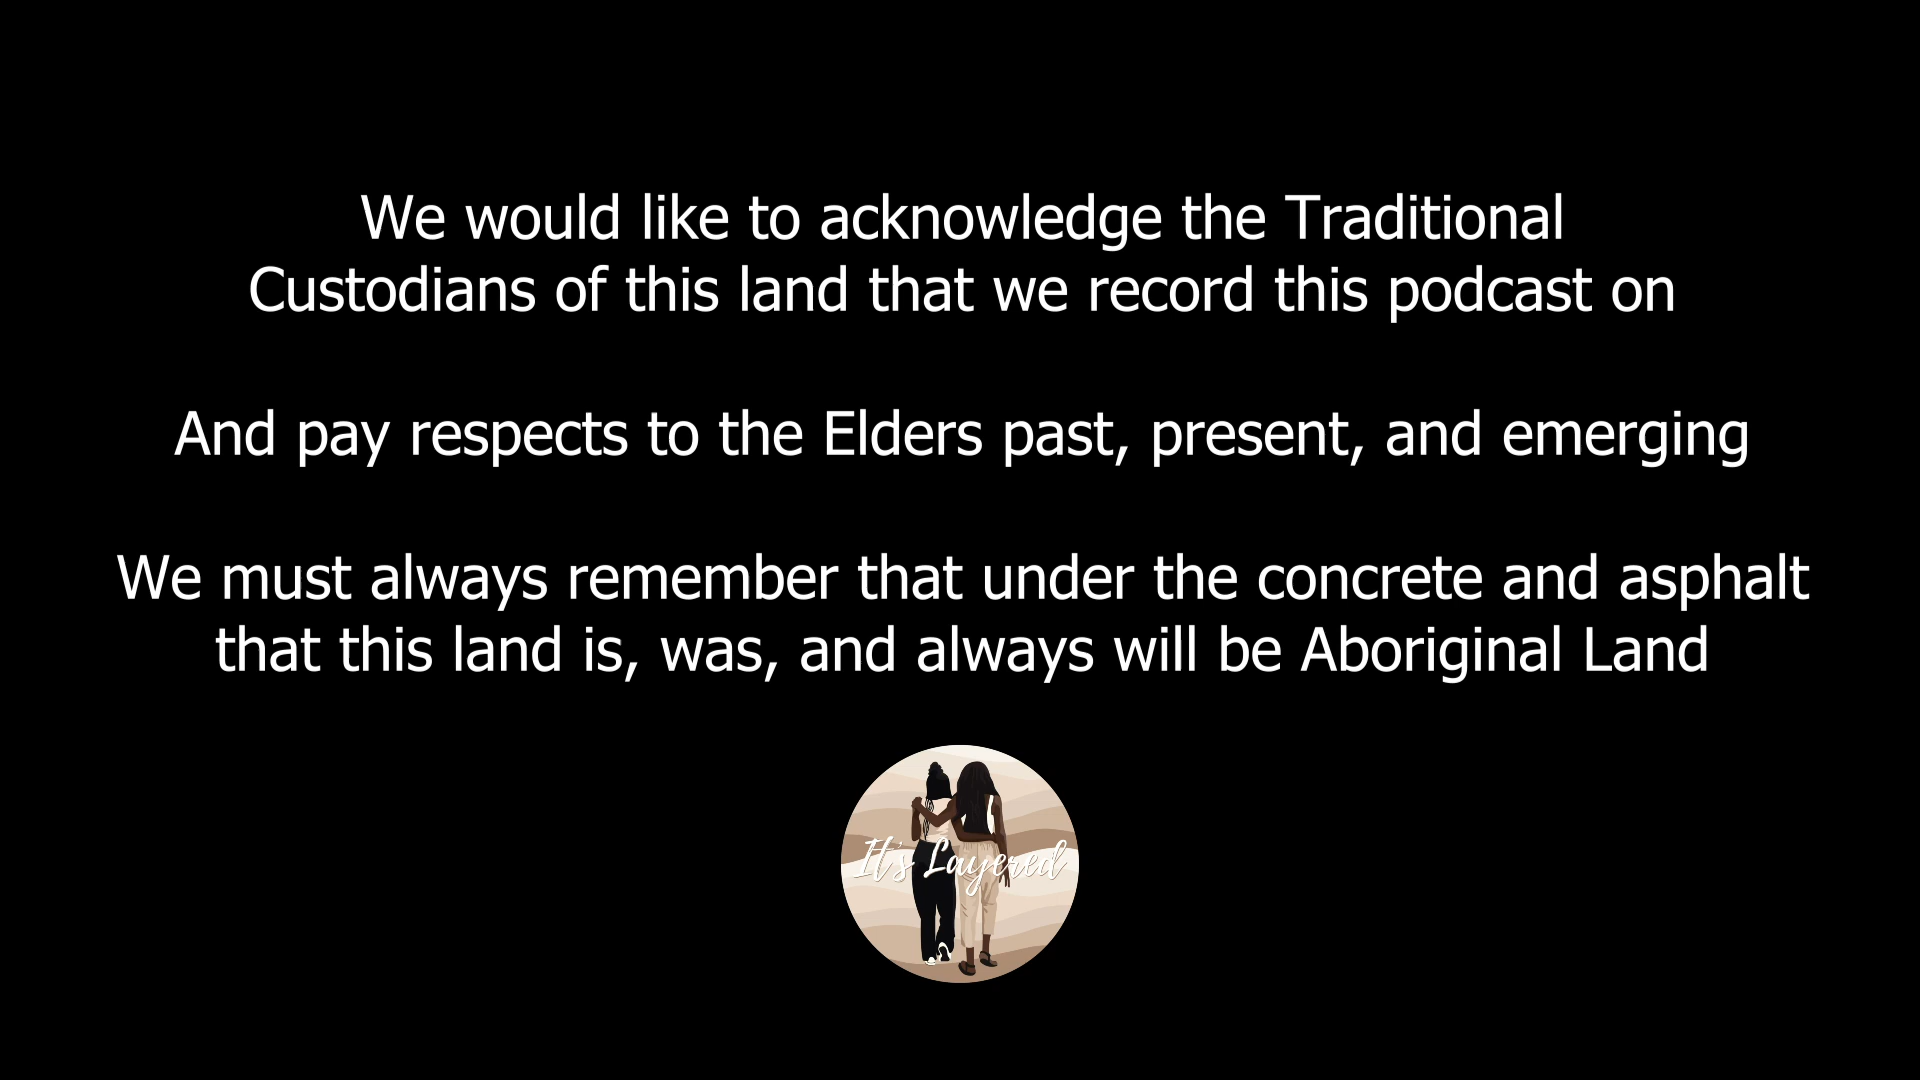 We would like to acknowledge the Traditional
Custodians of this land that we record this podcast on
And pay respects to the Elders past, present, and emerging
We must always remember that under the concrete and asphalt
that this land is, was, and always will be Aboriginal Land
It's Layered